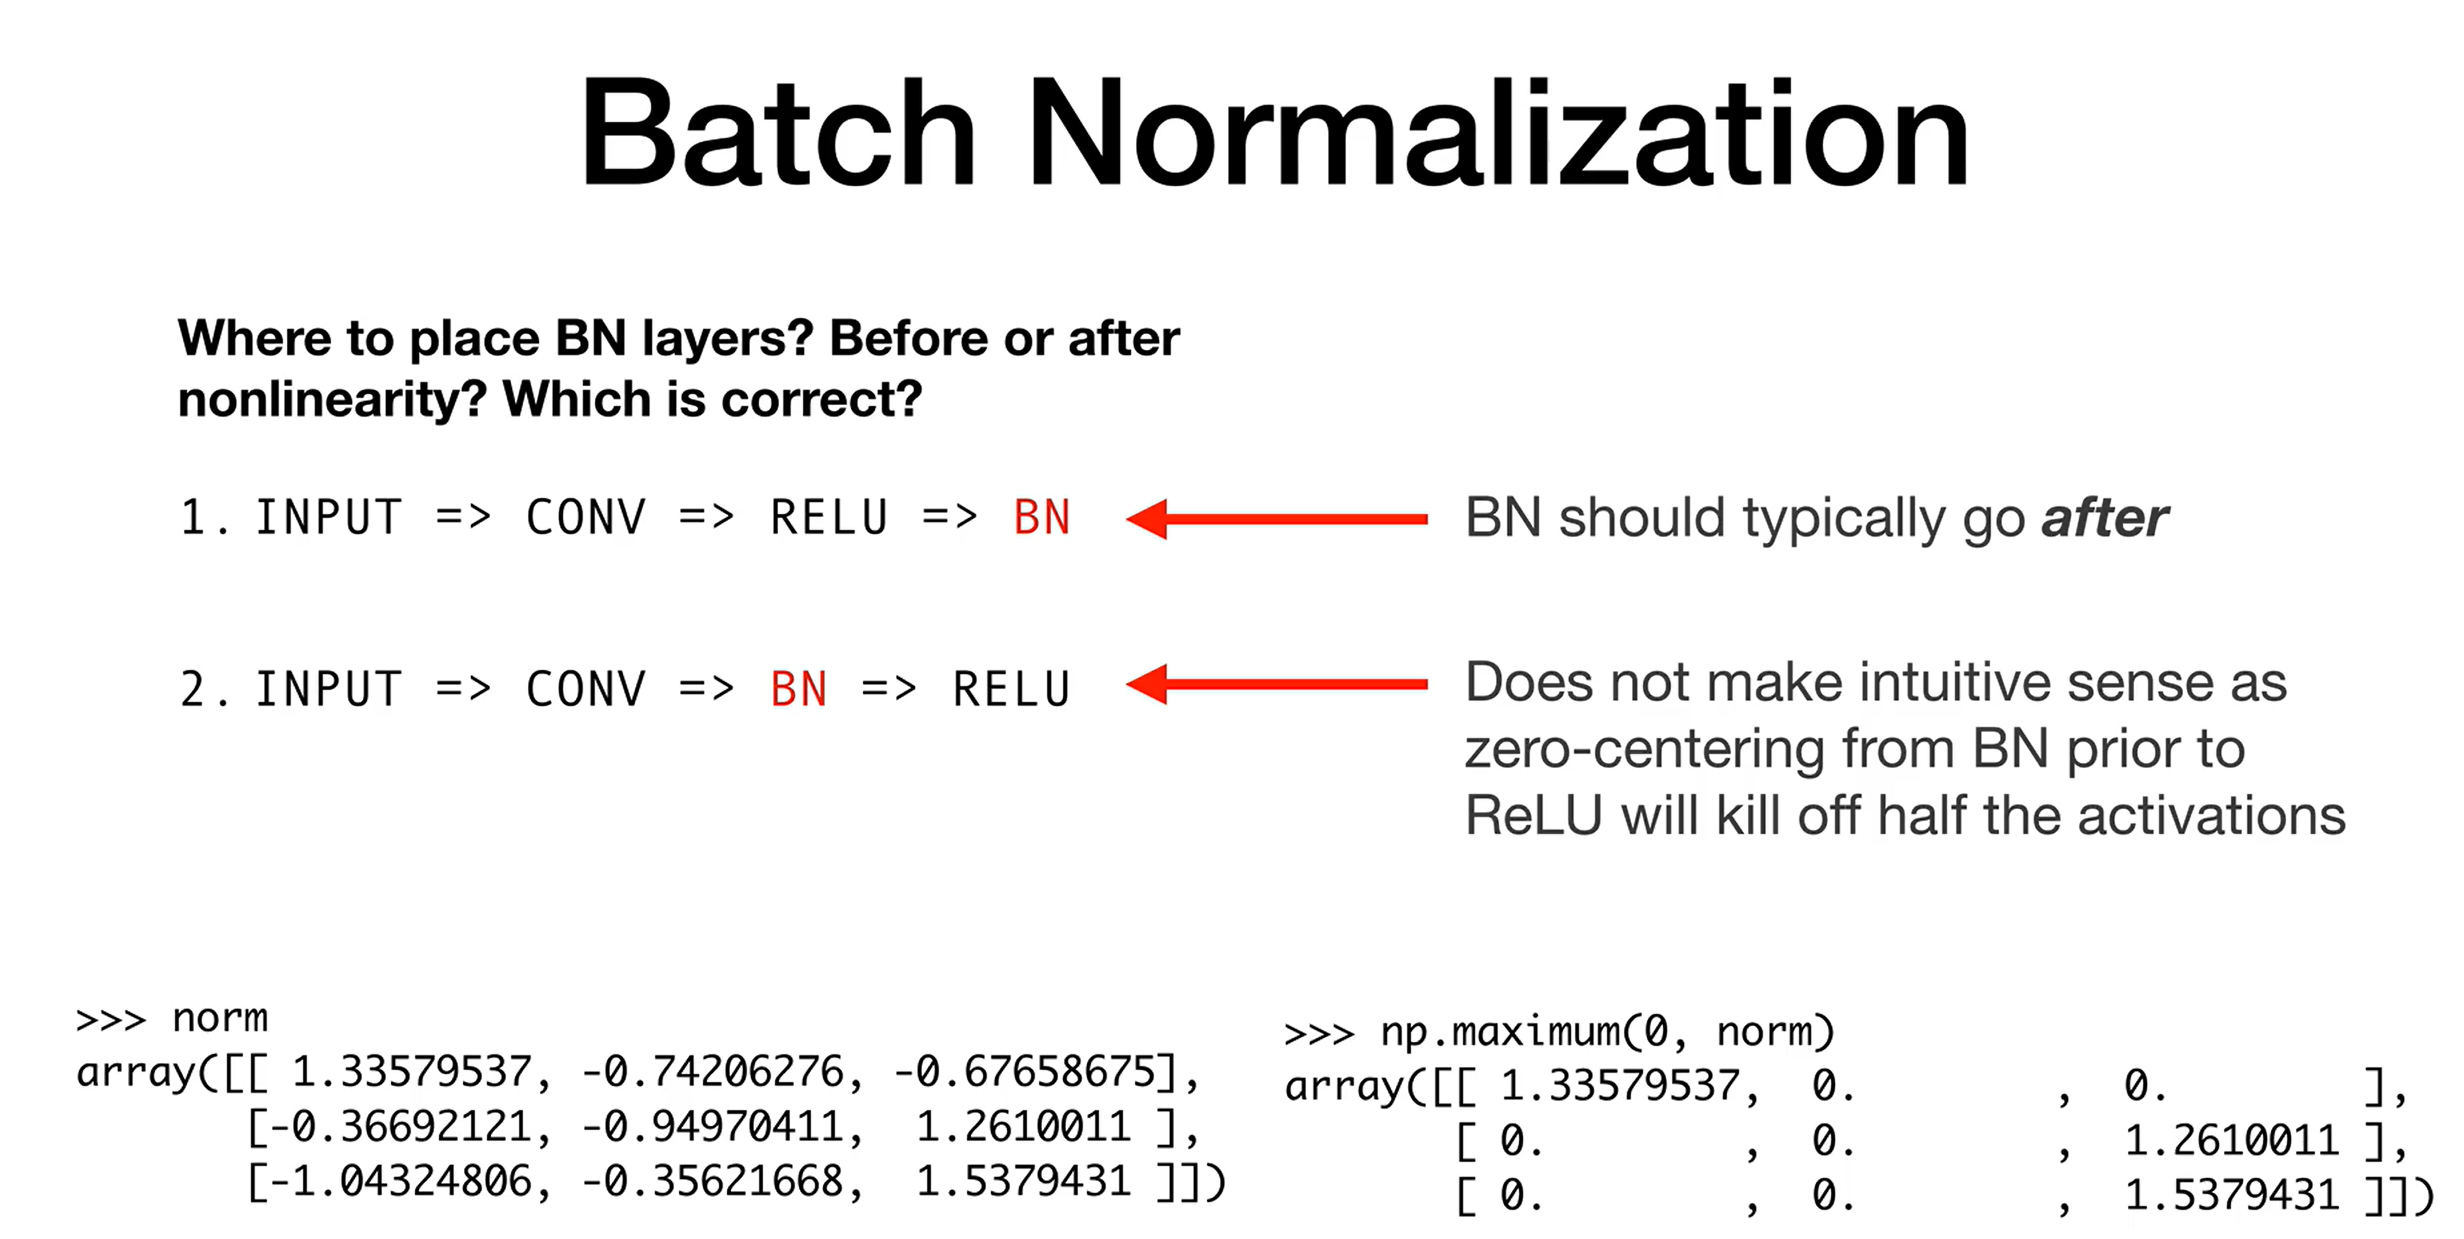 Batch Normalization
Where to place BN layers? Before or after
nonlinearity? Which is correct?
1. INPUT => CONV => RELU => BN
BN should typically go after
2. INPUT => CONV => BN => RELU
Does not make intuitive sense as
zero-centering from BN prior to
ReLU will kill off half the activations
>>> norm
array([[ 1.33579537, -0.74206276, -0.67658675],
[-0.36692121, -0.94970411, 1.2610011 ],
[-1.04324806, -0.35621668, 1.5379431 ]])
>>> np.maximum(0, norm)
array([[ 1.33579537, 0. , 0. ],
[ 0. , 0. , 1.2610011 ],
[ 0. , 0. , 1.5379431 ]])